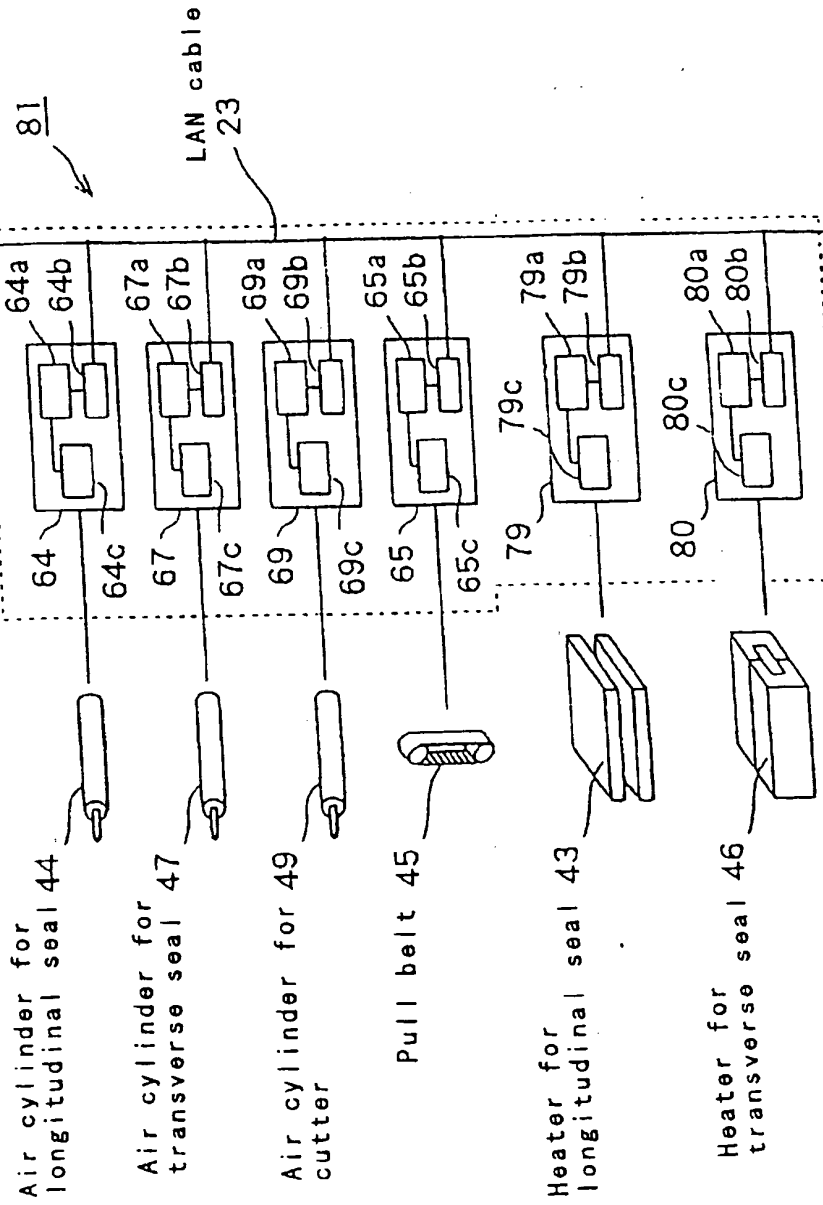 81
LAN cable
23
64a
64b
64
64c
Air cylinder for
longitudinal seal 44
67a
67b
67
67c
Air cylinder for
transverse seal 47
69a
69b
69
69c
Air cylinder for 49
cutter
65a
65b
65
65c
Pull belt 45
79a
79b
79c
79
Heater for
longitudinal seal 43
80a
80b
80c
80
Heater for
transverse seal 46